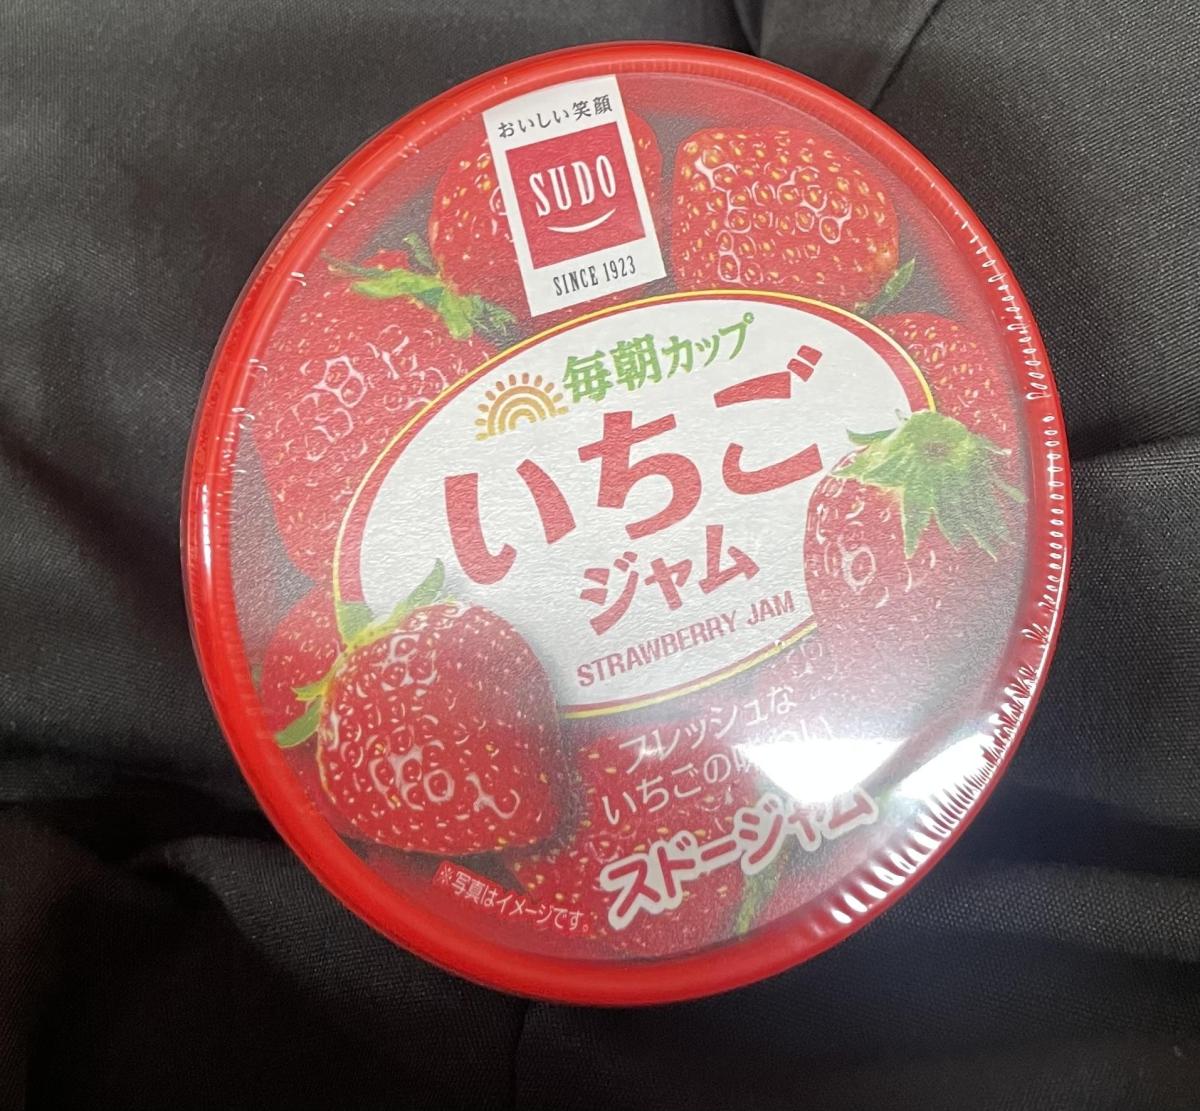 おいしい笑顔
SUDO
SINCE 1923
毎朝カップ
いちご
ジャム
STRAWBERRY JAM
フレッシュな
いちごの味わい
スドージャム
※写真はイメージです。